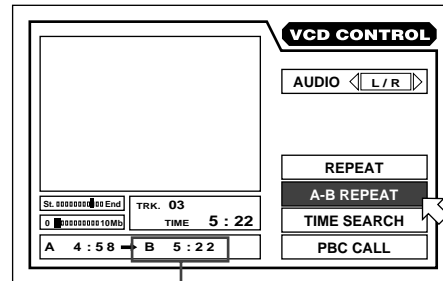 VCD CONTROL
AUDIO L / R
REPEAT
A-B REPEAT
TIME SEARCH
PBC CALL
St. End
0 10Mb
TRK. 03
TIME 5 : 22
A 4 : 58 → B 5 : 22